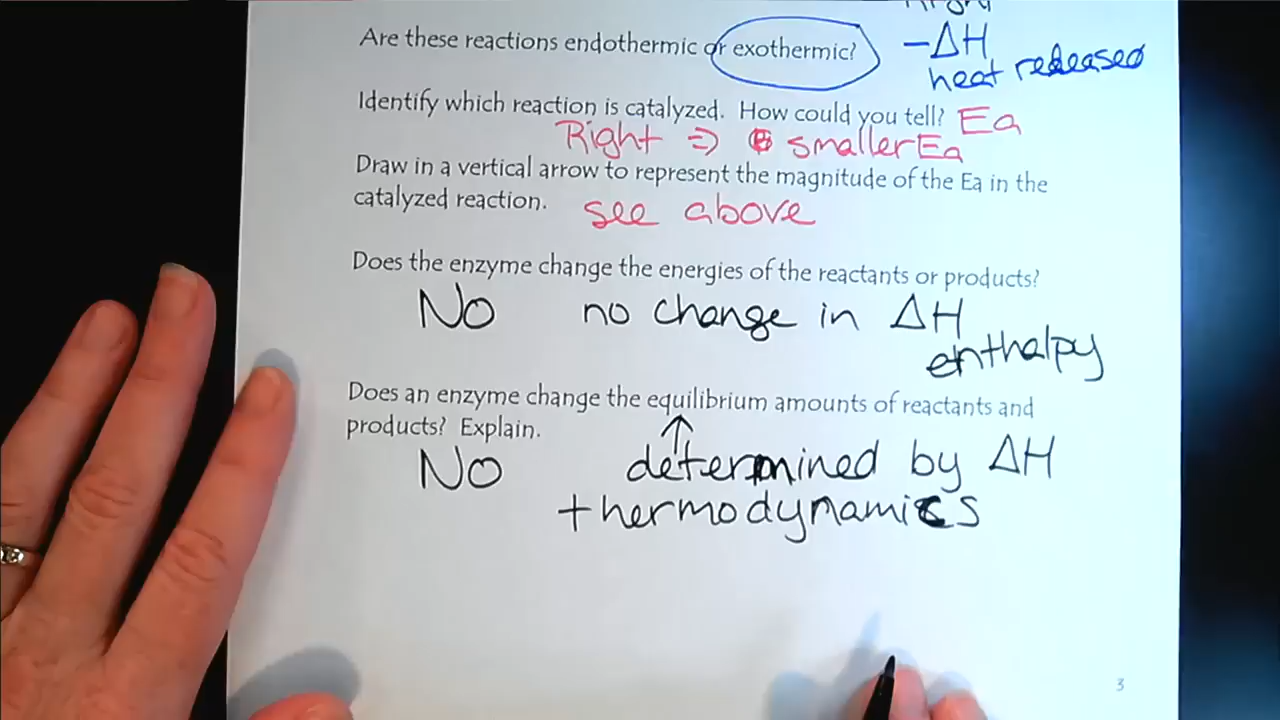 Are these reactions endothermic or exothermic? -ΔH
heat released
Identify which reaction is catalyzed. How could you tell? Ea
Right => smaller Ea
Draw in a vertical arrow to represent the magnitude of the Ea in the
catalyzed reaction. see above
Does the enzyme change the energies of the reactants or products?
No no change in ΔH
enthalpy
Does an enzyme change the equilibrium amounts of reactants and
products? Explain.
No determined by ΔH
thermodynamics
3